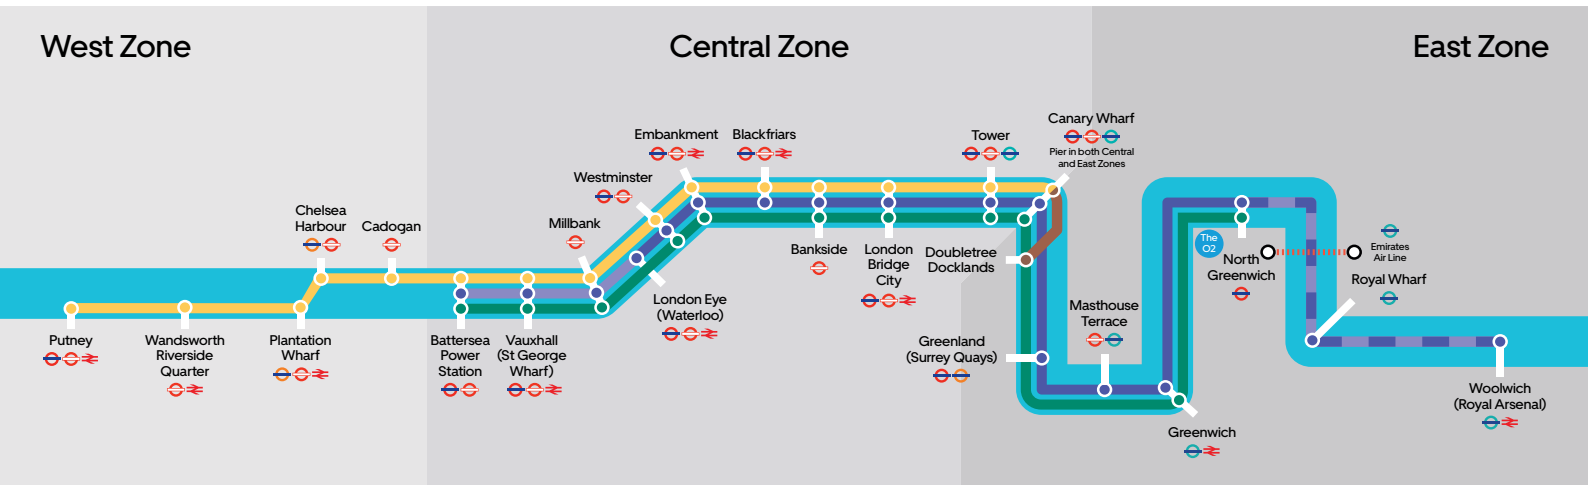 West Zone
Central Zone
East Zone
Putney
Wandsworth
Riverside
Quarter
Plantation
Wharf
Chelsea
Harbour
Cadogan
Battersea
Power
Station
Vauxhall
(St George
Wharf)
Millbank
Westminster
Embankment
London Eye
(Waterloo)
Blackfriars
Bankside
London
Bridge
City
Tower
Canary Wharf
Pier in both Central
and East Zones
Doubletree
Docklands
Greenland
(Surrey Quays)
Masthouse
Terrace
Greenwich
The
O2
North
Greenwich
Emirates
Air Line
Royal Wharf
Woolwich
(Royal Arsenal)